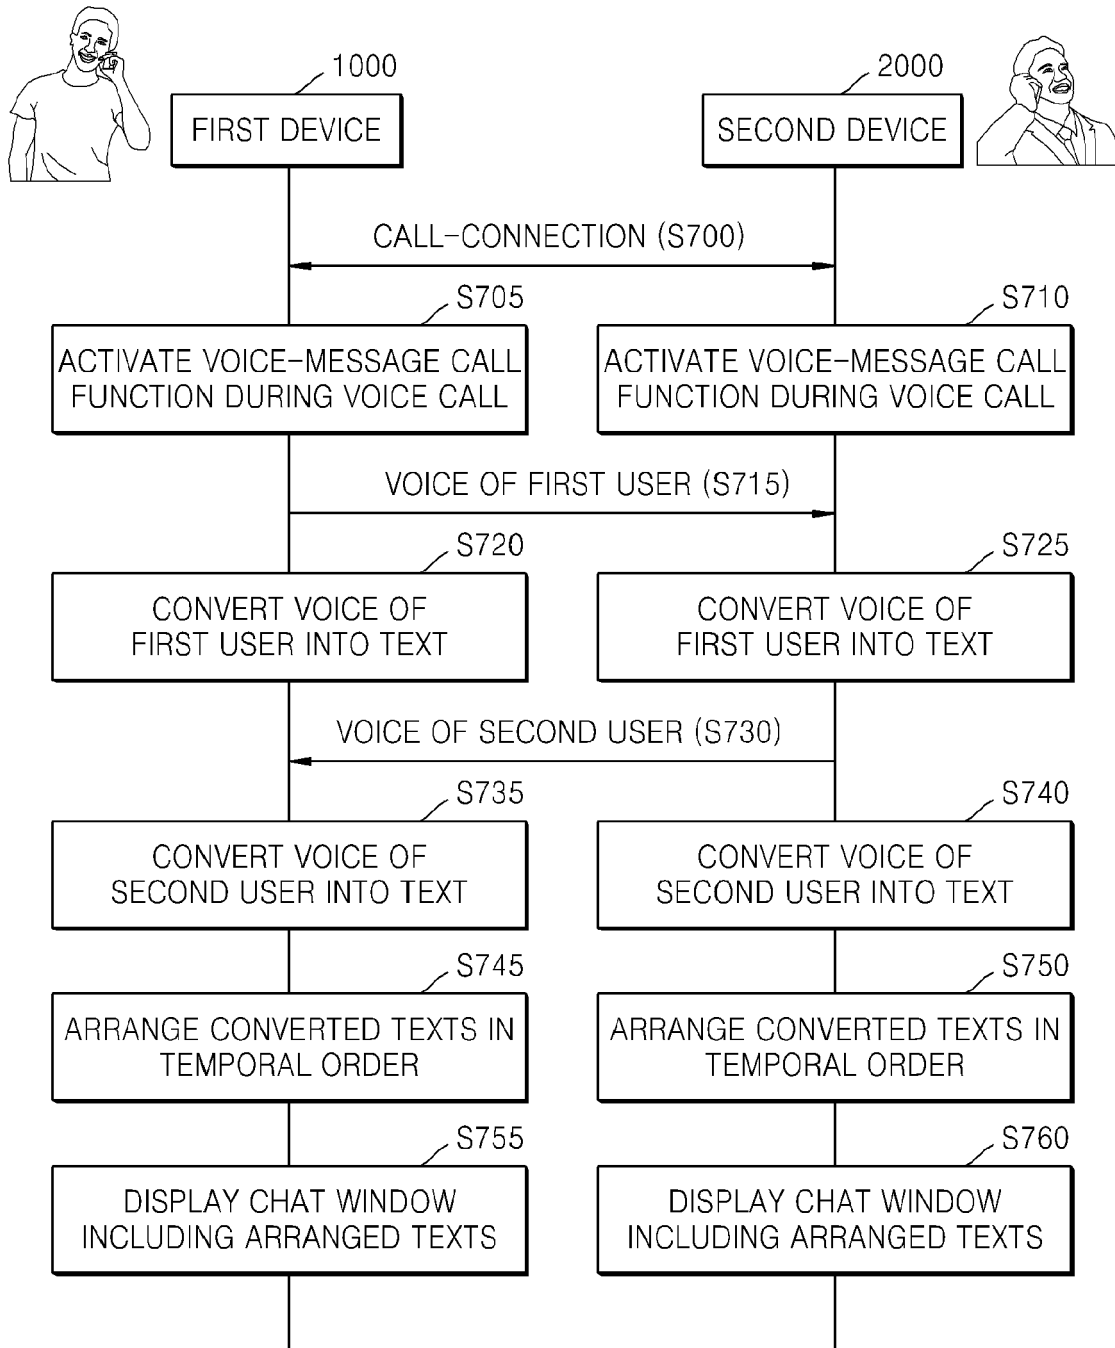 1000
2000
FIRST DEVICE
SECOND DEVICE
CALL-CONNECTION (S700)
S705
S710
ACTIVATE VOICE-MESSAGE CALL
FUNCTION DURING VOICE CALL
ACTIVATE VOICE-MESSAGE CALL
FUNCTION DURING VOICE CALL
VOICE OF FIRST USER (S715)
S720
S725
CONVERT VOICE OF
FIRST USER INTO TEXT
CONVERT VOICE OF
FIRST USER INTO TEXT
VOICE OF SECOND USER (S730)
S735
S740
CONVERT VOICE OF
SECOND USER INTO TEXT
CONVERT VOICE OF
SECOND USER INTO TEXT
S745
S750
ARRANGE CONVERTED TEXTS IN
TEMPORAL ORDER
ARRANGE CONVERTED TEXTS IN
TEMPORAL ORDER
S755
S760
DISPLAY CHAT WINDOW
INCLUDING ARRANGED TEXTS
DISPLAY CHAT WINDOW
INCLUDING ARRANGED TEXTS